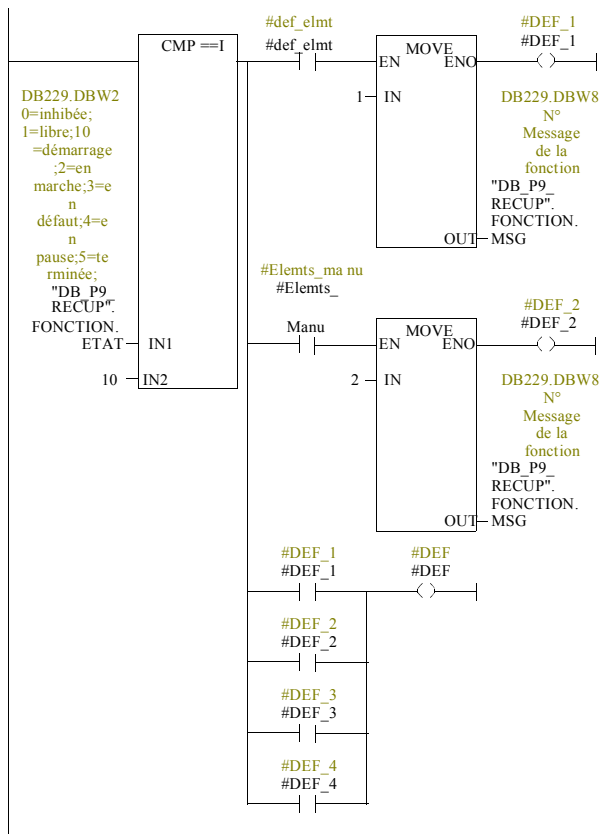 #def_elmt
#def_elmt
#DEF_1
#DEF_1
CMP ==I
MOVE
EN
ENO
1
IN
DB229.DBW8
N°
Message
de la
fonction
"DB_P9_
RECUP".
FONCTION.
OUT
MSG
DB229.DBW2
0=inhibée;
1=libre;10
=démarrage
;2=en
marche;3=e
n
défaut;4=e
n
pause;5=te
rminée;
"DB_P9_
RECUP".
FONCTION.
ETAT
IN1
10
IN2
#Elemts_ma nu
#Elemts_
Manu
#DEF_2
#DEF_2
MOVE
EN
ENO
2
IN
DB229.DBW8
N°
Message
de la
fonction
"DB_P9_
RECUP".
FONCTION.
OUT
MSG
#DEF_1
#DEF_1
#DEF
#DEF
#DEF_2
#DEF_2
#DEF_3
#DEF_3
#DEF_4
#DEF_4